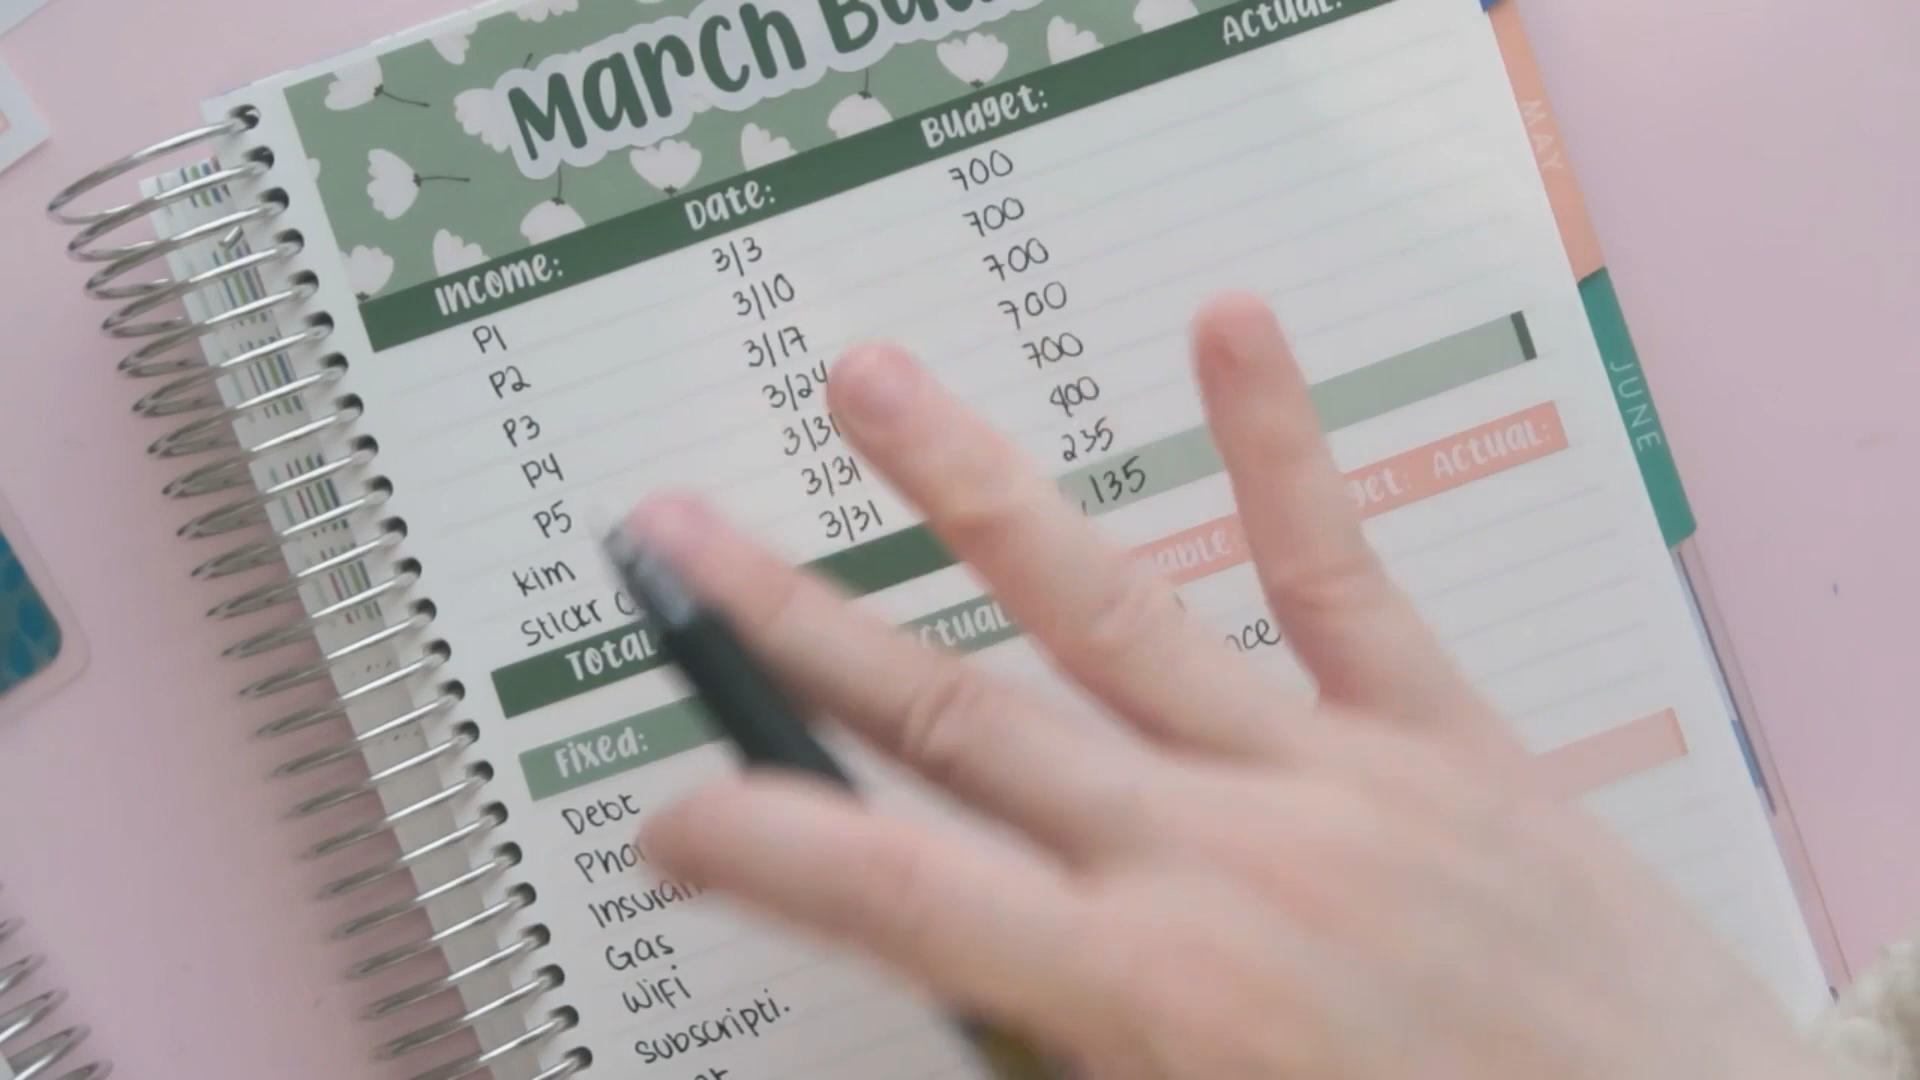 March
Income: Date: Budget: Actual:
P1 3/3 700
P2 3/10 700
P3 3/17 700
P4 3/24 700
P5 3/31 700
Kim 3/31 400
Stickr 3/31 235
Total ,135
Fixed: Actual:
Debt
Gas
Wifi
subscripti.
MAY
JUNE